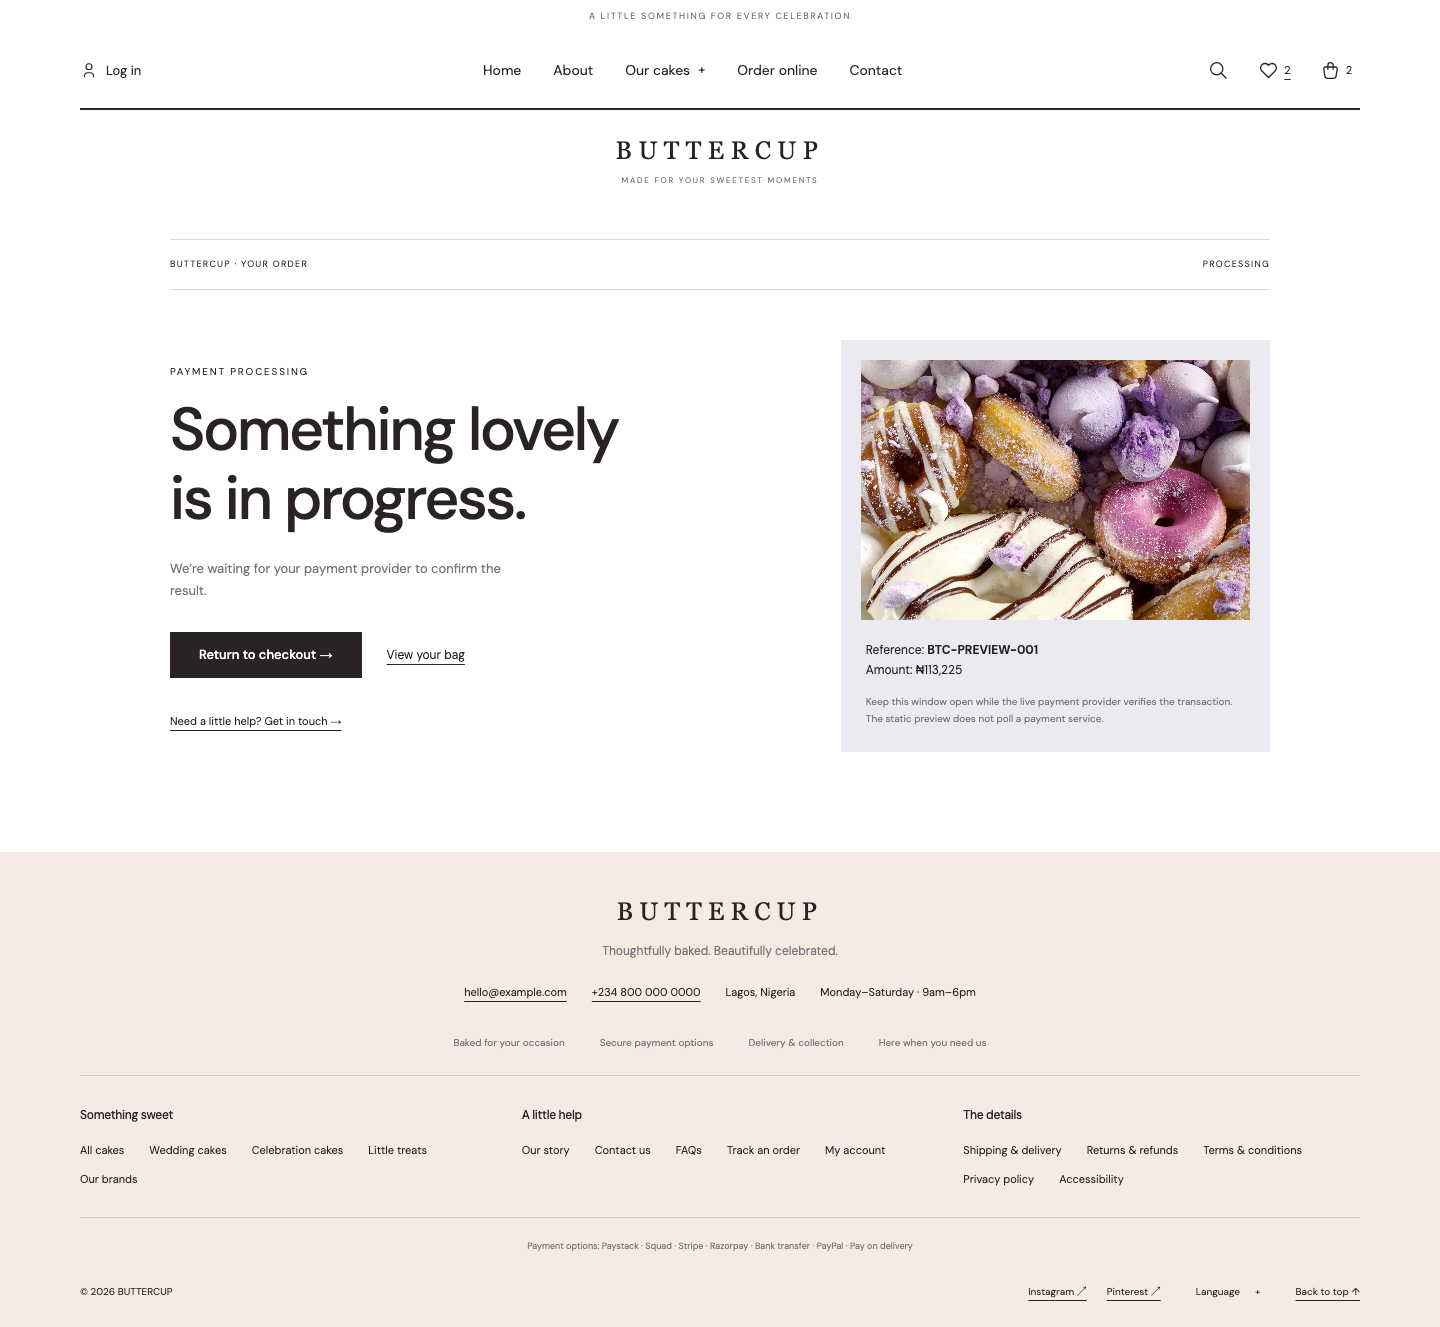 A LITTLE SOMETHING FOR EVERY CELEBRATION
Log in
Home About Our cakes + Order online Contact
2 2
BUTTERCUP
MADE FOR YOUR SWEETEST MOMENTS
BUTTERCUP · YOUR ORDER
PROCESSING
PAYMENT PROCESSING
Something lovely
is in progress.
We’re waiting for your payment provider to confirm the
result.
Return to checkout →
View your bag
Need a little help? Get in touch →
Reference: BTC-PREVIEW-001
Amount: ₦113,225
Keep this window open while the live payment provider verifies the transaction.
The static preview does not poll a payment service.
BUTTERCUP
Thoughtfully baked. Beautifully celebrated.
hello@example.com +234 800 000 0000 Lagos, Nigeria Monday–Saturday · 9am–6pm
Baked for your occasion Secure payment options Delivery & collection Here when you need us
Something sweet
All cakes Wedding cakes Celebration cakes Little treats
Our brands
A little help
Our story Contact us FAQs Track an order My account
The details
Shipping & delivery Returns & refunds Terms & conditions
Privacy policy Accessibility
Payment options: Paystack · Squad · Stripe · Razorpay · Bank transfer · PayPal · Pay on delivery
© 2026 BUTTERCUP
Instagram ↗ Pinterest ↗ Language + Back to top ↑